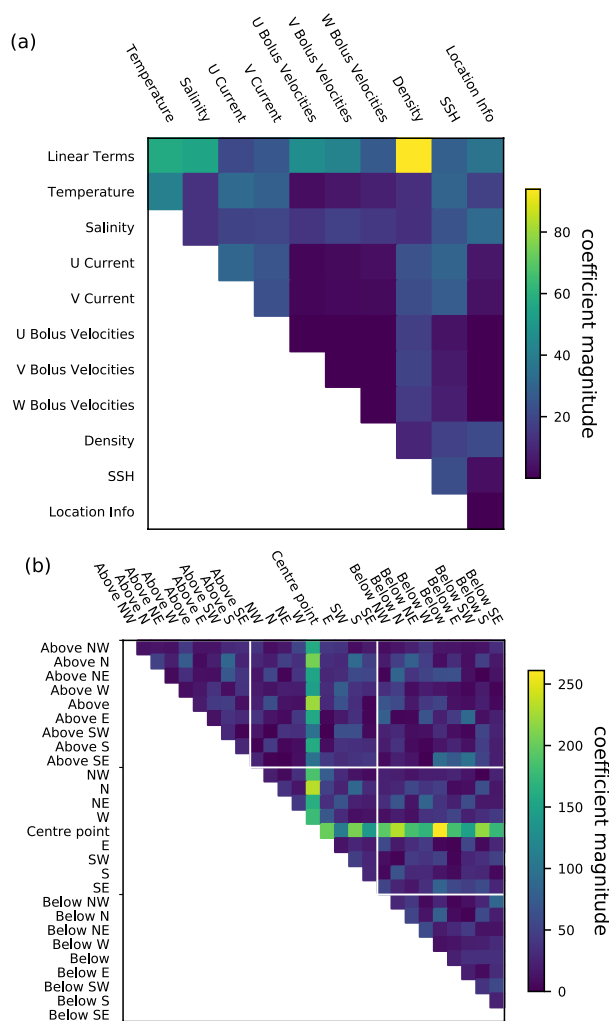 (a)
Temperature
Salinity
U Current
V Current
U Bolus Velocities
V Bolus Velocities
W Bolus Velocities
Density
SSH
Location Info
Linear Terms
Temperature
Salinity
U Current
V Current
U Bolus Velocities
V Bolus Velocities
W Bolus Velocities
Density
SSH
Location Info
80
60
40
20
coefficient magnitude
(b)
Above NW
Above N
Above NE
Above W
Above
Above E
Above SW
Above S
Above SE
NW
N
NE
W
Centre point
E
SW
S
SE
Below NW
Below N
Below NE
Below W
Below
Below E
Below SW
Below S
Below SE
Above NW
Above N
Above NE
Above W
Above
Above E
Above SW
Above S
Above SE
NW
N
NE
W
Centre point
E
SW
S
SE
Below NW
Below N
Below NE
Below W
Below
Below E
Below SW
Below S
Below SE
250
200
150
100
50
0
coefficient magnitude